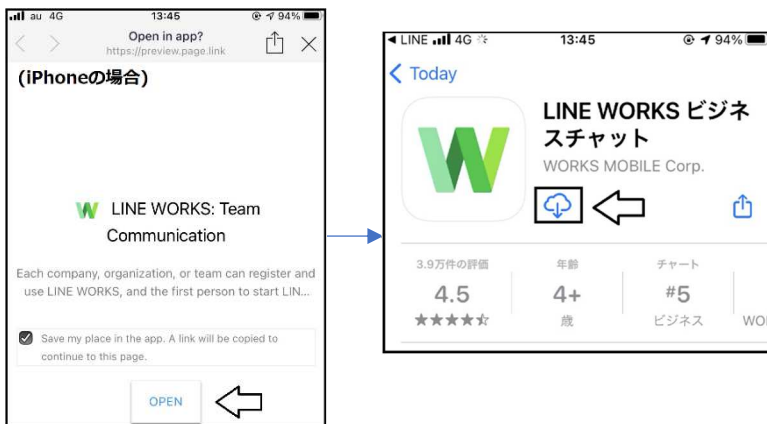 au 4G 13:45 94%
Open in app?
https://preview.page.link
(iPhoneの場合)
LINE WORKS: Team
Communication
Each company, organization, or team can register and
use LINE WORKS, and the first person to start LIN...
Save my place in the app. A link will be copied to
continue to this page.
OPEN
LINE 4G 13:45 94%
Today
LINE WORKS ビジネ
スチャット
WORKS MOBILE Corp.
3.9万件の評価 年齢 チャート
4.5 4+ #5
★★★★⯪ 歳 ビジネス WO